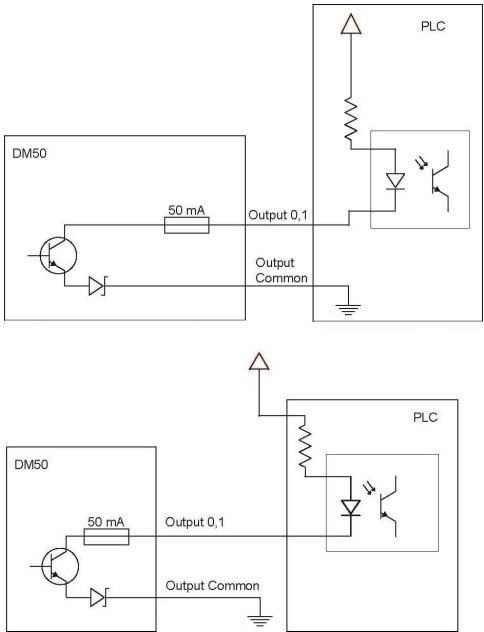 PLC
DM50
50 mA
Output 0,1
Output
Common
PLC
DM50
50 mA
Output 0,1
Output Common